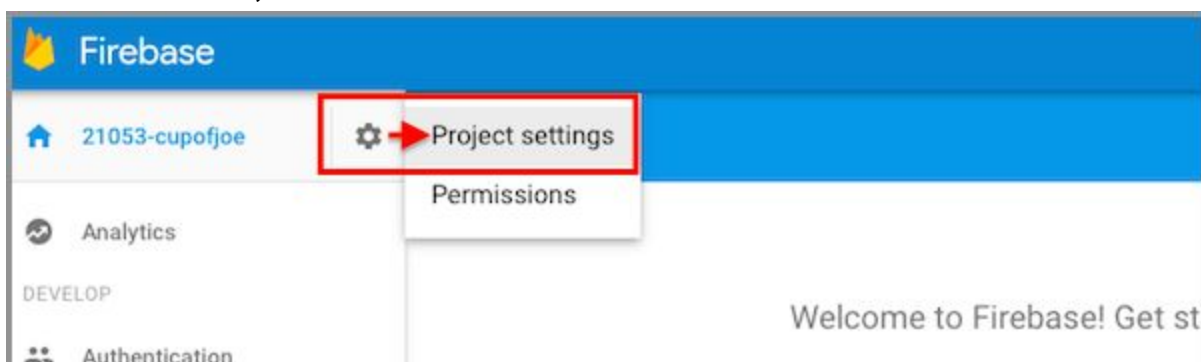 Firebase
21053-cupofjoe
Project settings
Permissions
Analytics
DEVELOP
Welcome to Firebase! Get st
Authentication